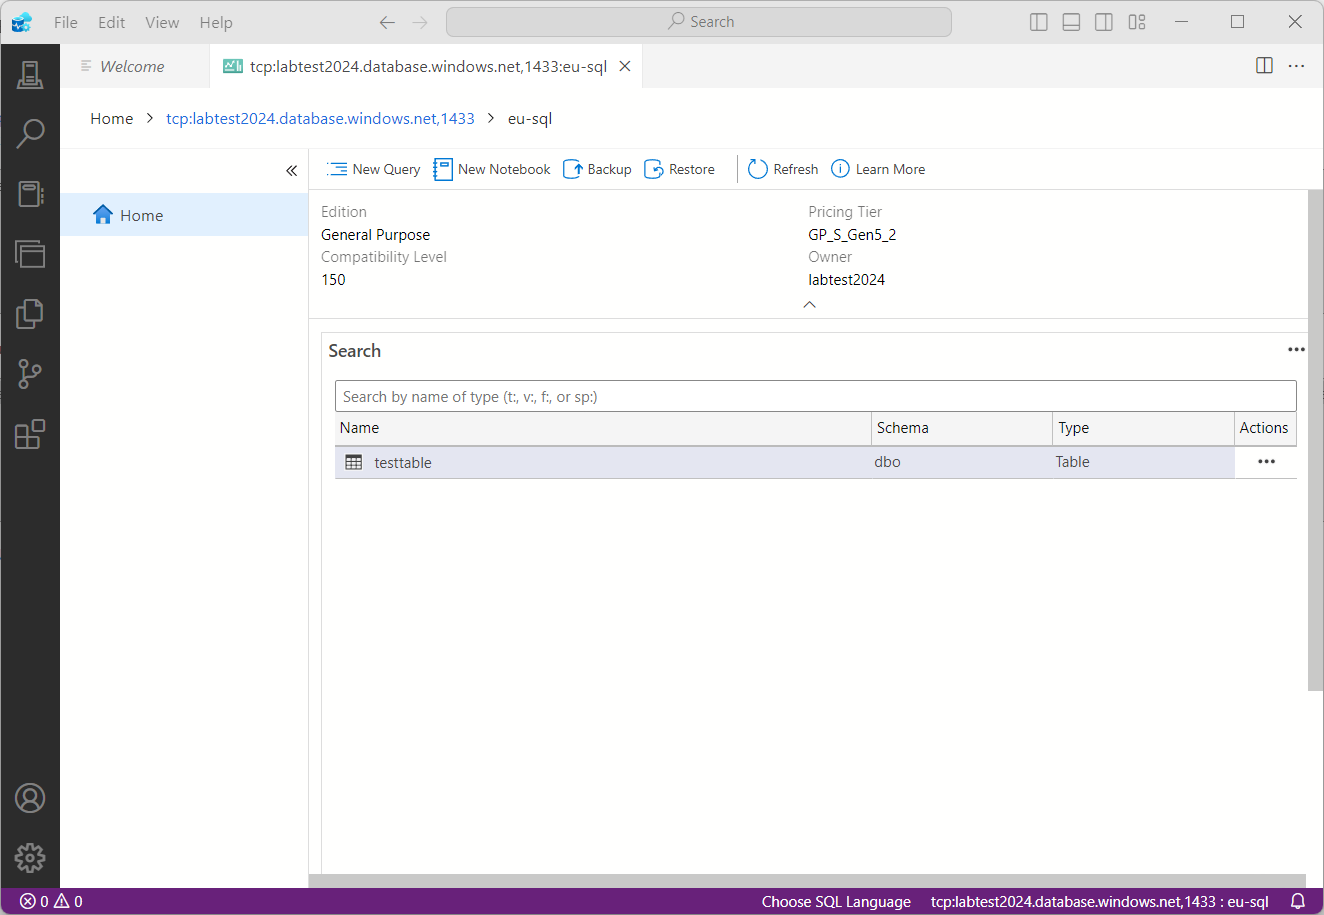 File Edit View Help Search
Welcome tcp:labtest2024.database.windows.net,1433:eu-sql
Home > tcp:labtest2024.database.windows.net,1433 > eu-sql
New Query New Notebook Backup Restore Refresh Learn More
Home
Edition Pricing Tier
General Purpose GP_S_Gen5_2
Compatibility Level Owner
150 labtest2024
Search
Search by name of type (t:, v:, f:, or sp:)
Name Schema Type Actions
testtable dbo Table
0 0 Choose SQL Language tcp:labtest2024.database.windows.net,1433 : eu-sql